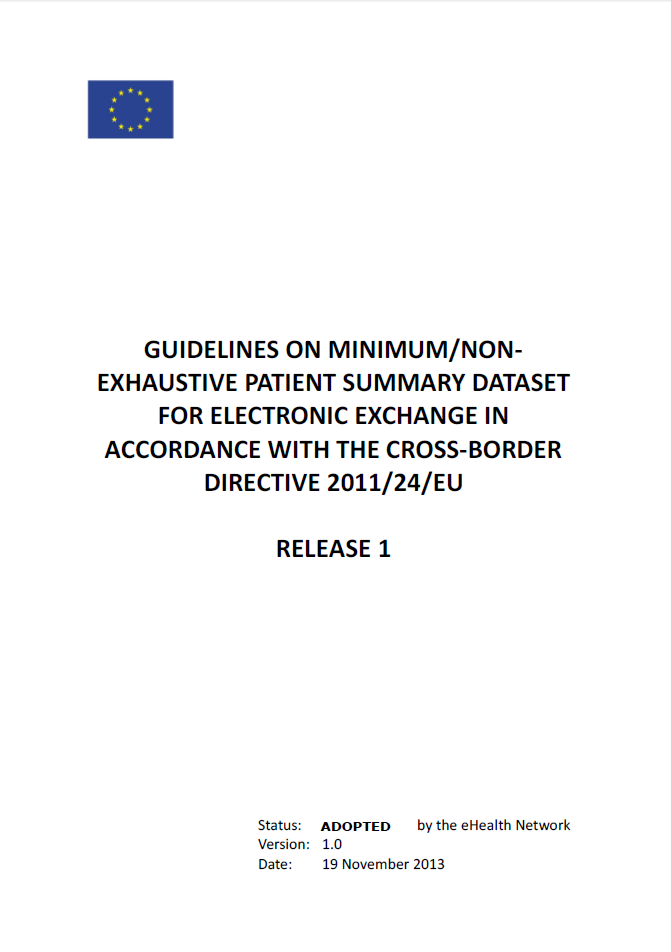 GUIDELINES ON MINIMUM/NON-
EXHAUSTIVE PATIENT SUMMARY DATASET
FOR ELECTRONIC EXCHANGE IN
ACCORDANCE WITH THE CROSS-BORDER
DIRECTIVE 2011/24/EU
RELEASE 1
Status: ADOPTED by the eHealth Network
Version: 1.0
Date: 19 November 2013